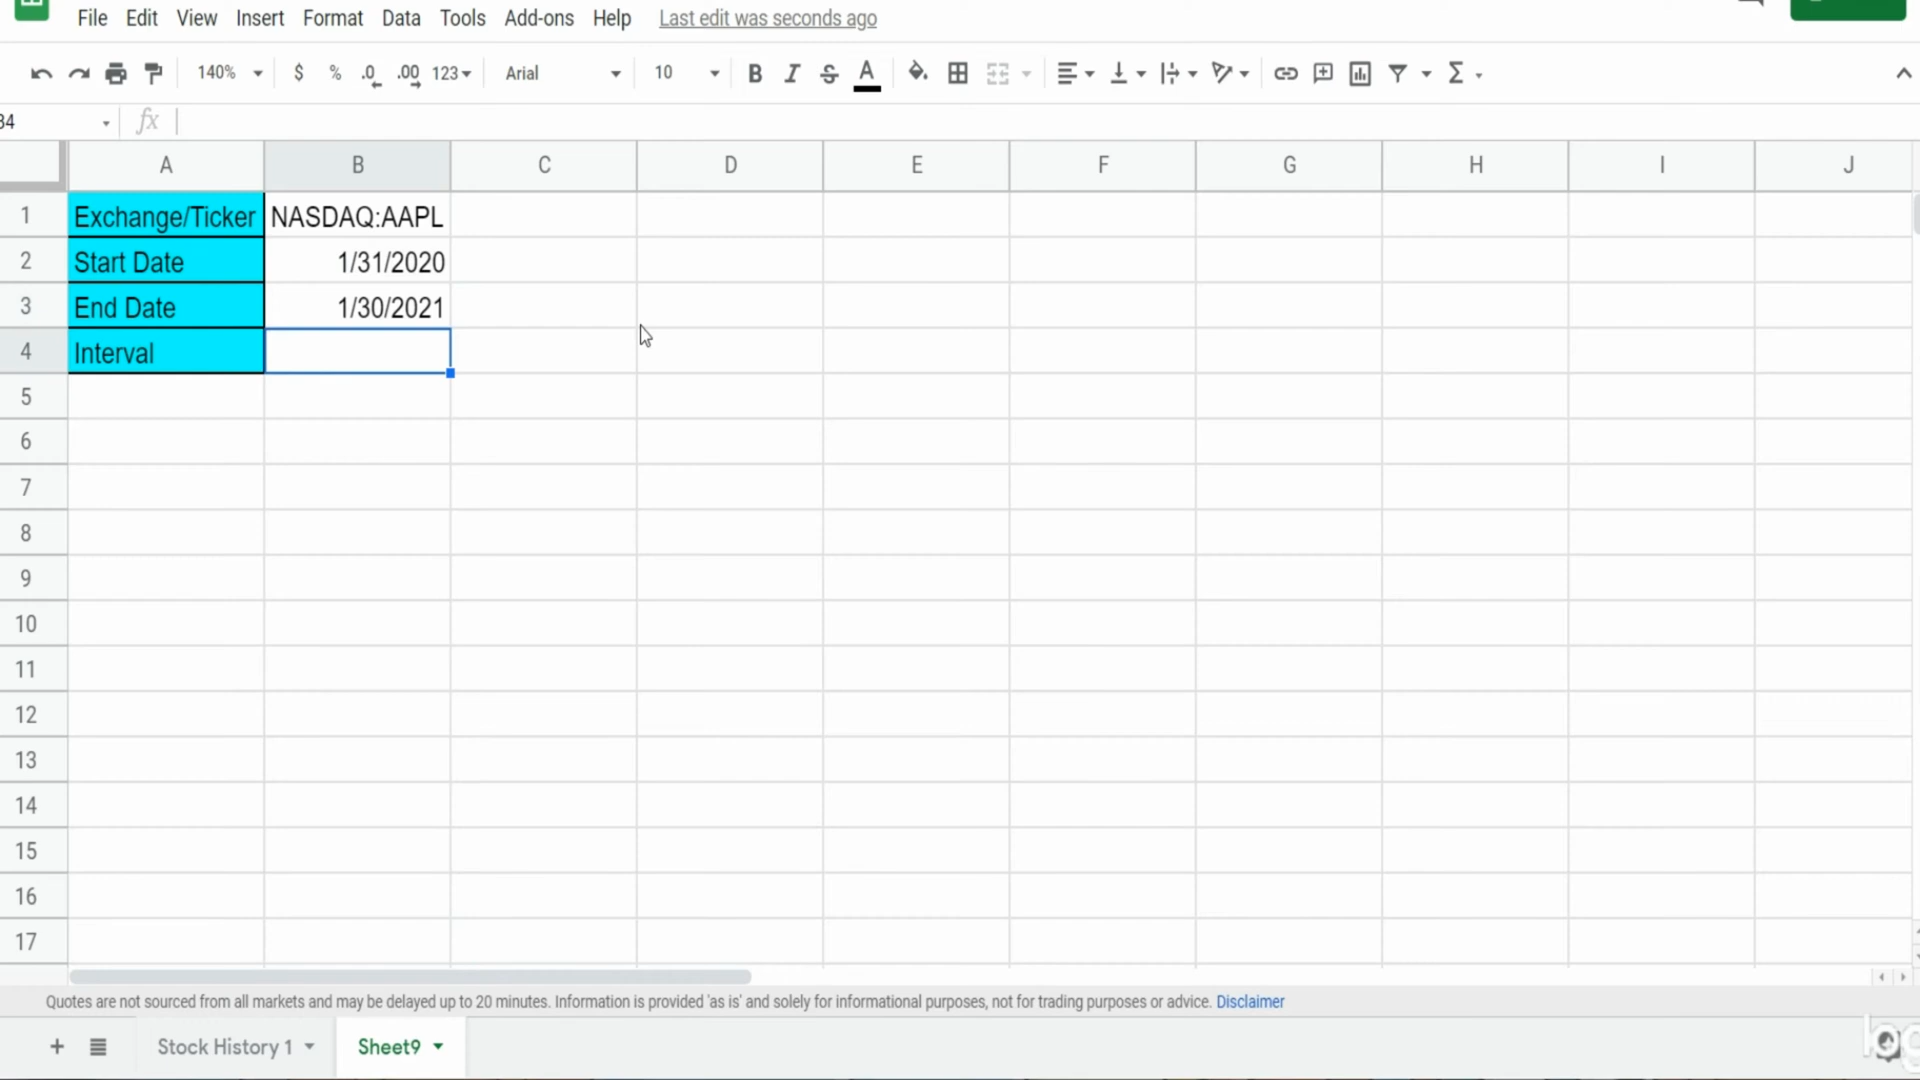 File Edit View Insert Format Data Tools Add-ons Help Last edit was seconds ago
140% $ % .0 .00 123 Arial 10 B I S A
fx
A B C D E F G H I J
1 Exchange/Ticker NASDAQ:AAPL
2 Start Date 1/31/2020
3 End Date 1/30/2021
4 Interval
5
6
7
8
9
10
11
12
13
14
15
16
17
Quotes are not sourced from all markets and may be delayed up to 20 minutes. Information is provided 'as is' and solely for informational purposes, not for trading purposes or advice. Disclaimer
Stock History 1 Sheet9